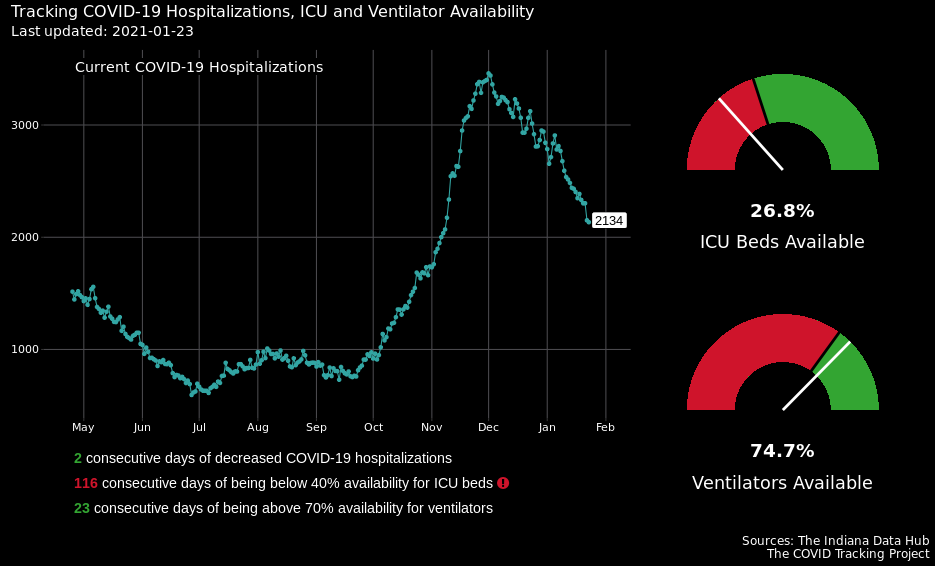 Tracking COVID-19 Hospitalizations, ICU and Ventilator Availability
Last updated: 2021-01-23
Current COVID-19 Hospitalizations
3000
2000
1000
2134
May Jun Jul Aug Sep Oct Nov Dec Jan Feb
26.8%
ICU Beds Available
74.7%
Ventilators Available
2 consecutive days of decreased COVID-19 hospitalizations
116 consecutive days of being below 40% availability for ICU beds
23 consecutive days of being above 70% availability for ventilators
Sources: The Indiana Data Hub
The COVID Tracking Project